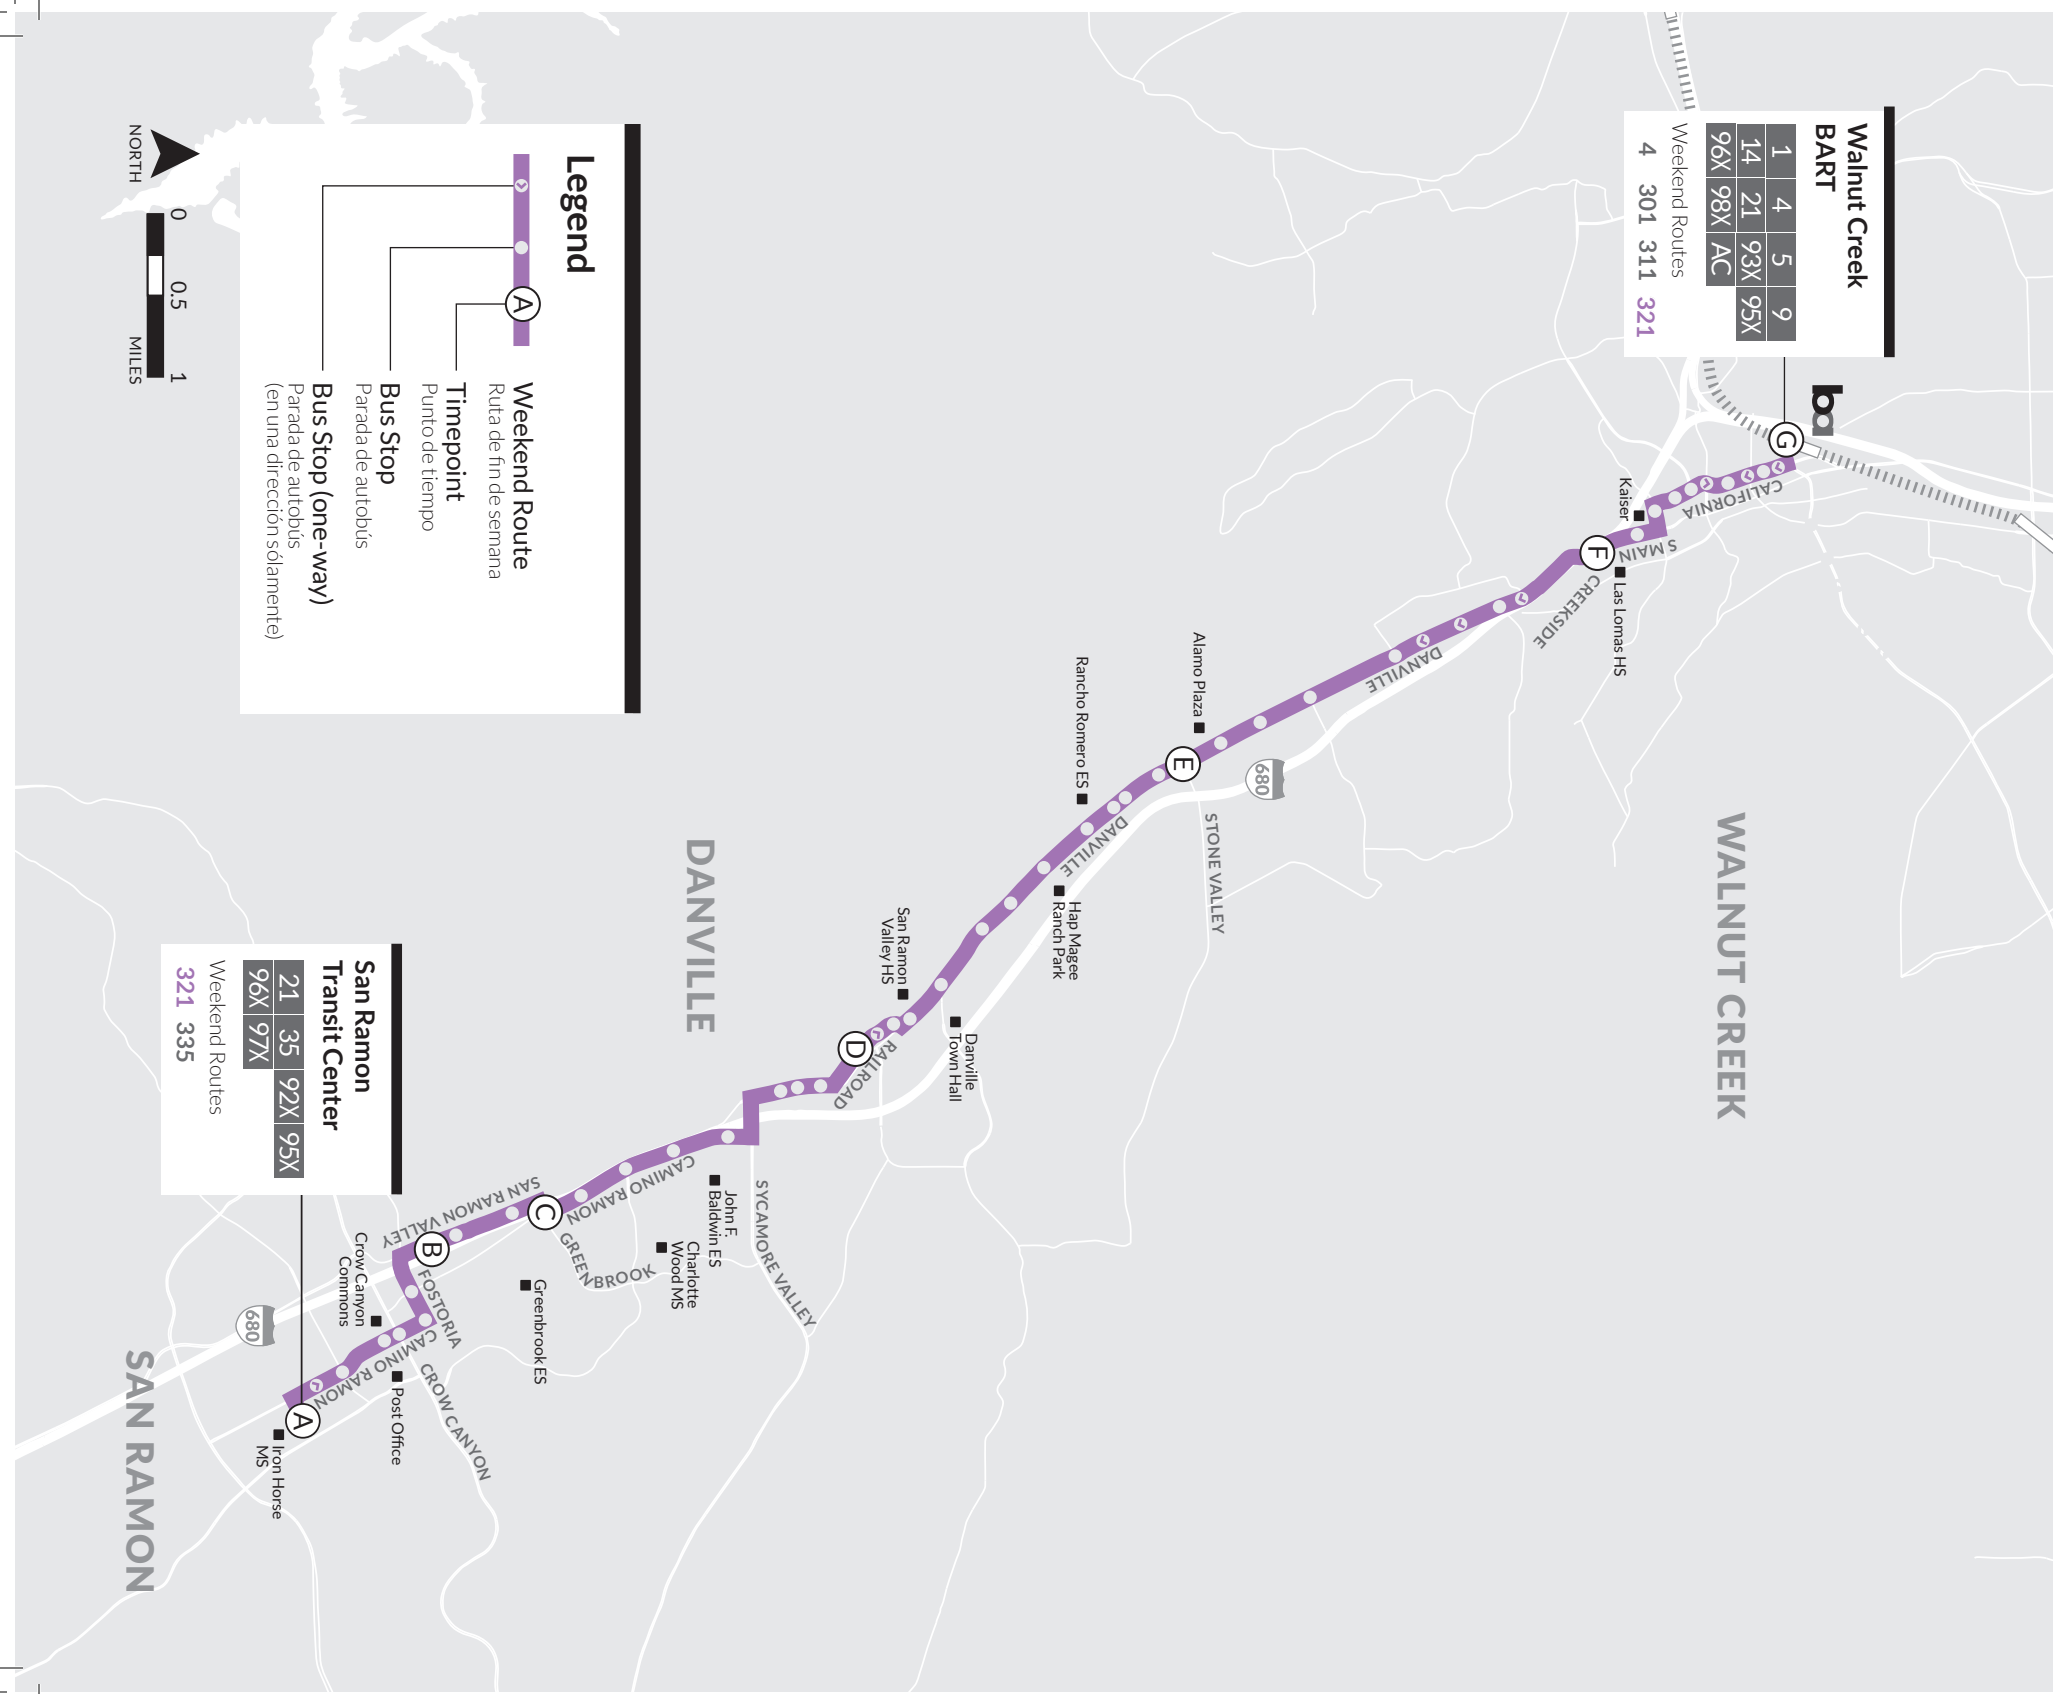 Walnut Creek
BART
1 4 5 9
14 21 93X 95X
96X 98X AC
Weekend Routes
4 301 311 321
ba
G
CALIFORNIA
Kaiser
S MAIN
F
Las Lomas HS
CREEKSIDE
DANVILLE
WALNUT CREEK
680
Alamo Plaza
E
STONE VALLEY
Rancho Romero ES
DANVILLE
Hap Magee
Ranch Park
San Ramon
Valley HS
Danville
Town Hall
D
RAILROAD
DANVILLE
SYCAMORE VALLEY
John F.
Baldwin ES
CAMINO RAMON
Charlotte
Wood MS
GREENBROOK
C
Greenbrook ES
SAN RAMON VALLEY
B
FOSTORIA
CROW CANYON
Crow Canyon
Commons
CAMINO RAMON
Post Office
A
Iron Horse
MS
680
SAN RAMON
San Ramon
Transit Center
21 35 92X 95X
96X 97X
Weekend Routes
321 335
Legend
A
Weekend Route
Ruta de fin de semana
Timepoint
Punto de tiempo
Bus Stop
Parada de autobús
Bus Stop (one-way)
Parada de autobús
(en una dirección sólamente)
0 0.5 1
NORTH
MILES